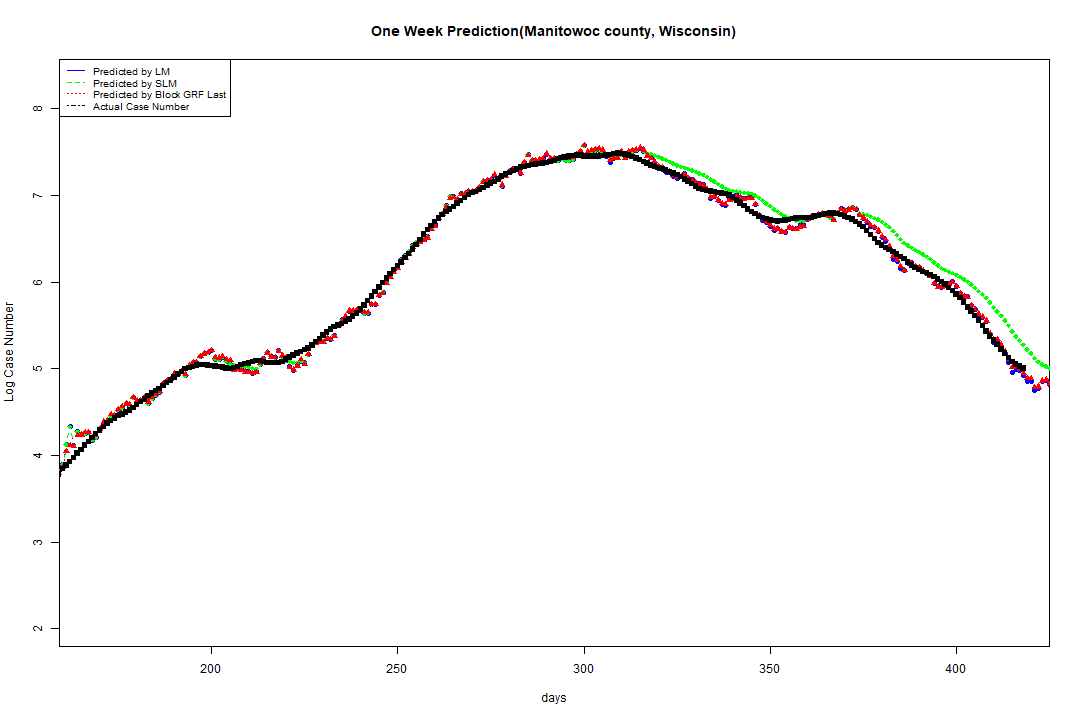 One Week Prediction(Manitowoc county, Wisconsin)
Predicted by LM
Predicted by SLM
Predicted by Block GRF Last
Actual Case Number
8
7
6
5
4
3
2
Log Case Number
200 250 300 350 400
days